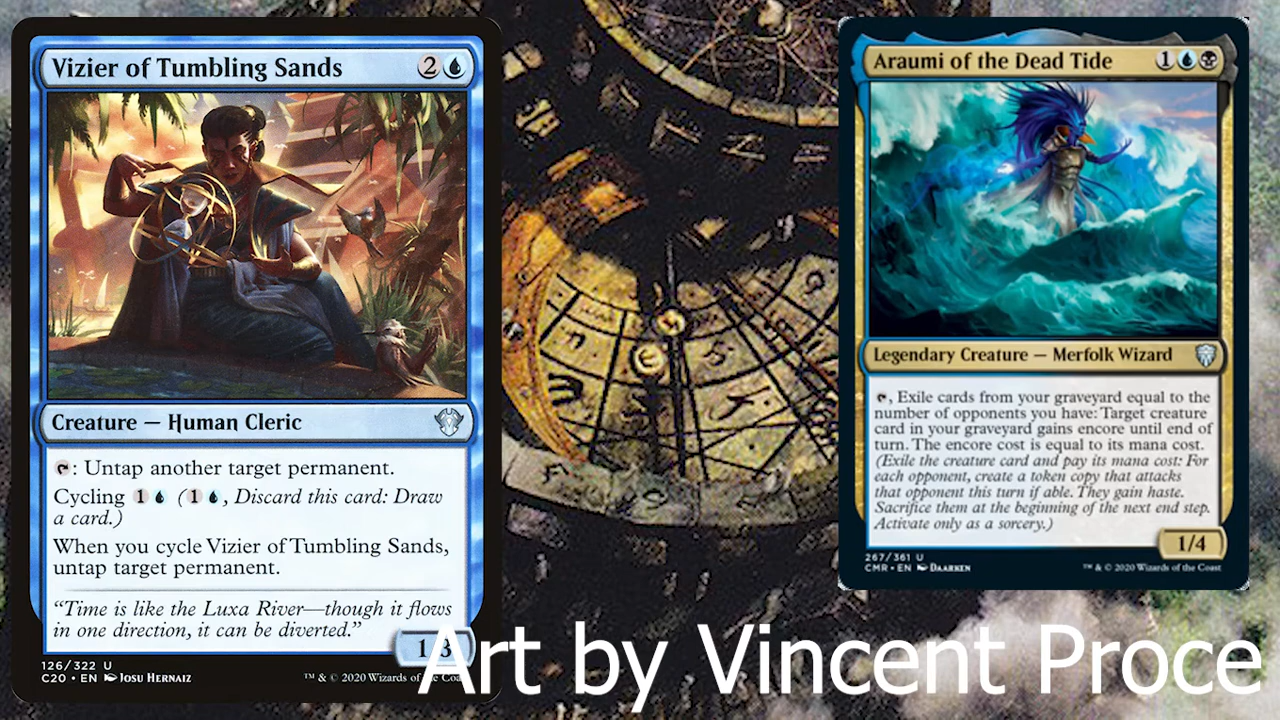 Vizier of Tumbling Sands 2
Creature — Human Cleric
: Untap another target permanent.
Cycling 1 (1, Discard this card: Draw
a card.)
When you cycle Vizier of Tumbling Sands,
untap target permanent.
“Time is like the Luxa River—though it flows
in one direction, it can be diverted.”
1/3
126/322 U
C20 • EN Josu Hernaiz
™ & © 2020 Wizards of the
Araumi of the Dead Tide 1
Legendary Creature — Merfolk Wizard
, Exile cards from your graveyard equal to the
number of opponents you have: Target creature
card in your graveyard gains encore until end of
turn. The encore cost is equal to its mana cost.
(Exile the creature card and pay its mana cost: For
each opponent, create a token copy that attacks
that opponent this turn if able. They gain haste.
Sacrifice them at the beginning of the next end step.
Activate only as a sorcery.)
1/4
267/361 U
CMR • EN Daarken
™ & © 2020 Wizards of the Coast
Art by Vincent Proce